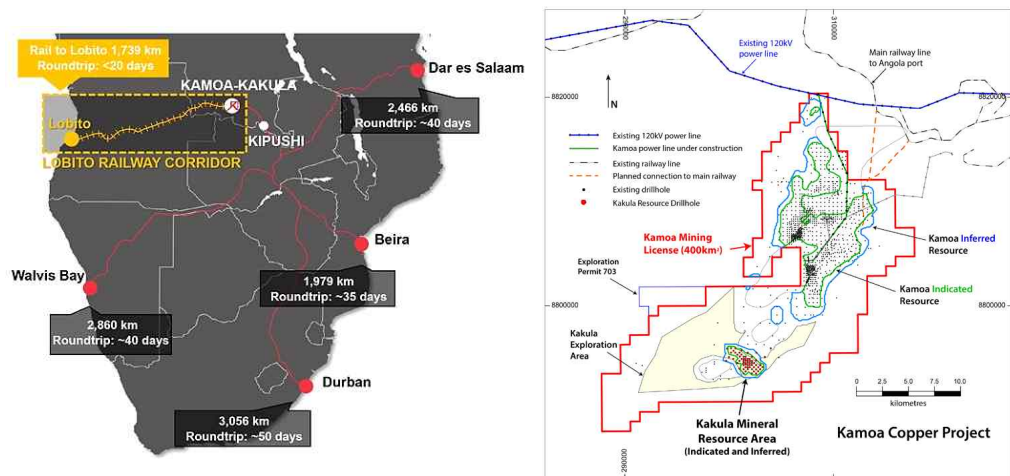 Rail to Lobito 1,739 km
Roundtrip: <20 days
KAMOA-KAKULA
Dar es Salaam
2,466 km
Roundtrip: ~40 days
Lobito
KIPUSHI
LOBITO RAILWAY CORRIDOR
Beira
1,979 km
Roundtrip: ~35 days
Walvis Bay
2,860 km
Roundtrip: ~40 days
Durban
3,056 km
Roundtrip: ~50 days
290000
310000
Existing 120kV
power line
Main railway line
to Angola port
8820000
8820000
N
Existing 120kV power line
Kamoa power line under construction
Existing railway line
Planned connection to main railway
Existing drillhole
Kakula Resource Drillhole
Kamoa Mining
License (400km²)
Kamoa Inferred
Resource
Exploration
Permit 703
Kamoa Indicated
Resource
8800000
8800000
Kakula
Exploration
Area
0 2.5 5.0 7.5 10.0
kilometres
Kakula Mineral
Resource Area
(Indicated and Inferred)
Kamoa Copper Project
290000